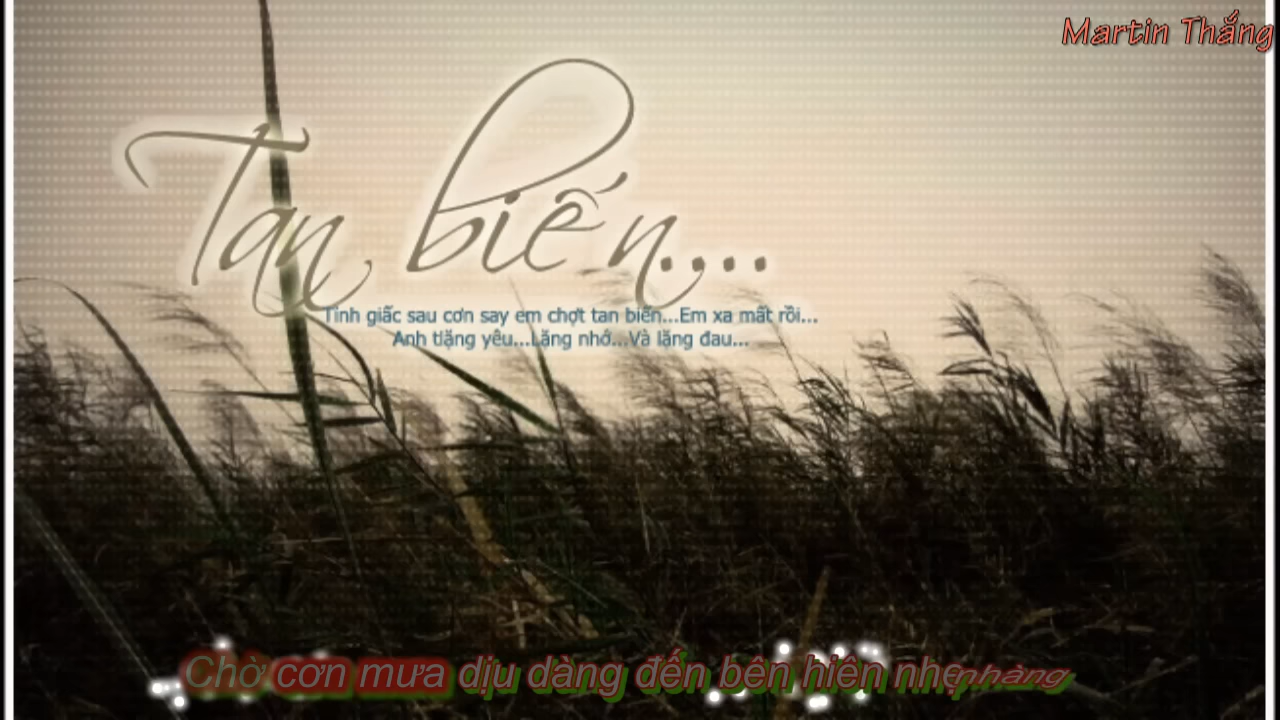 Martin Thắng
Tan biến....
Tỉnh giấc sau cơn say em chợt tan biến...Em xa mất rồi...
Anh tlặng yêu...Lặng nhớ...Và lặng đau...
Chờ cơn mưa dịu dàng đến bên hiên nhẹ nhàng